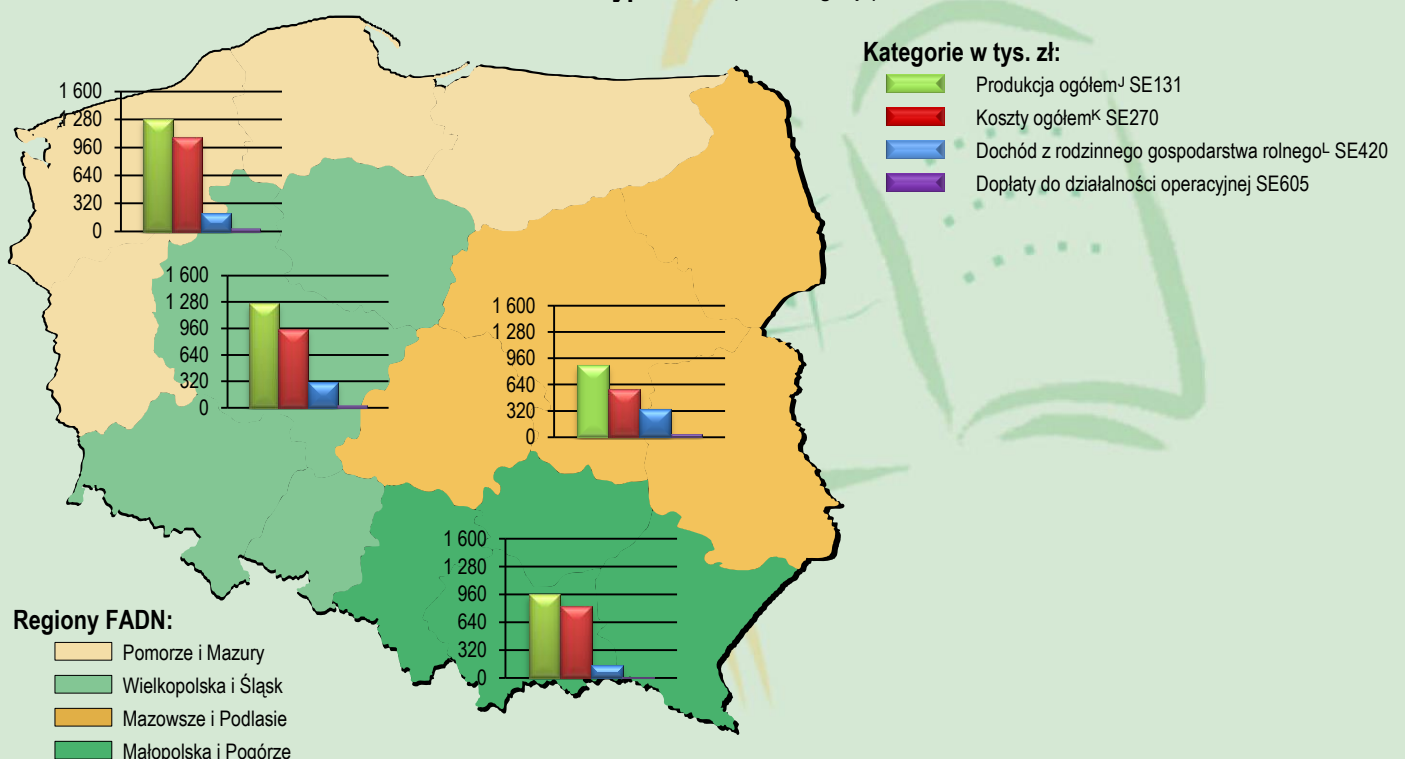 Kategorie w tys. zł:
Produkcja ogółemᴶ SE131
Koszty ogółemᴷ SE270
Dochód z rodzinnego gospodarstwa rolnegoᴸ SE420
Dopłaty do działalności operacyjnej SE605
1 600
1 280
960
640
320
0
1 600
1 280
960
640
320
0
1 600
1 280
960
640
320
0
1 600
1 280
960
640
320
0
Regiony FADN:
Pomorze i Mazury
Wielkopolska i Śląsk
Mazowsze i Podlasie
Małopolska i Pogórze